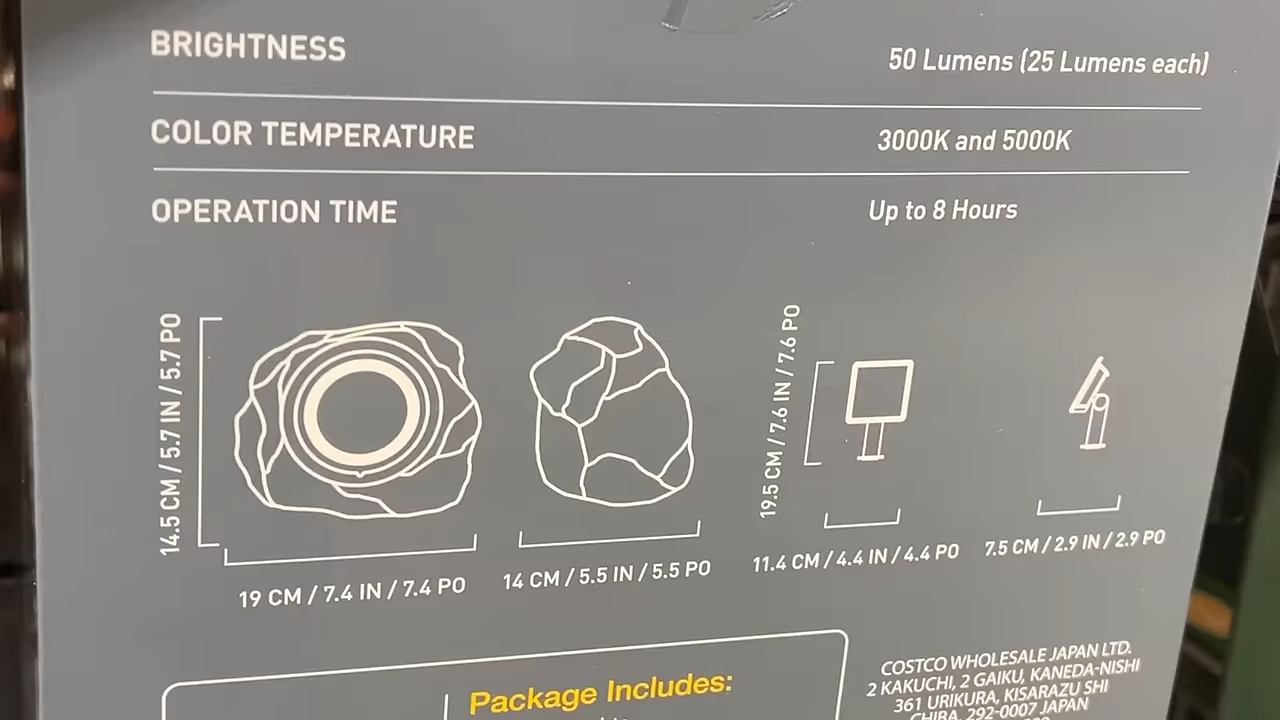 BRIGHTNESS 50 Lumens (25 Lumens each)
COLOR TEMPERATURE 3000K and 5000K
OPERATION TIME Up to 8 Hours
14.5 CM / 5.7 IN / 5.7 PO
19 CM / 7.4 IN / 7.4 PO
14 CM / 5.5 IN / 5.5 PO
19.5 CM / 7.6 IN / 7.6 PO
11.4 CM / 4.4 IN / 4.4 PO
7.5 CM / 2.9 IN / 2.9 PO
Package Includes:
COSTCO WHOLESALE JAPAN LTD.
2 KAKUCHI, 2 GAIKU, KANEDA-NISHI
361 URIKURA, KISARAZU SHI
CHIBA, 292-0007 JAPAN